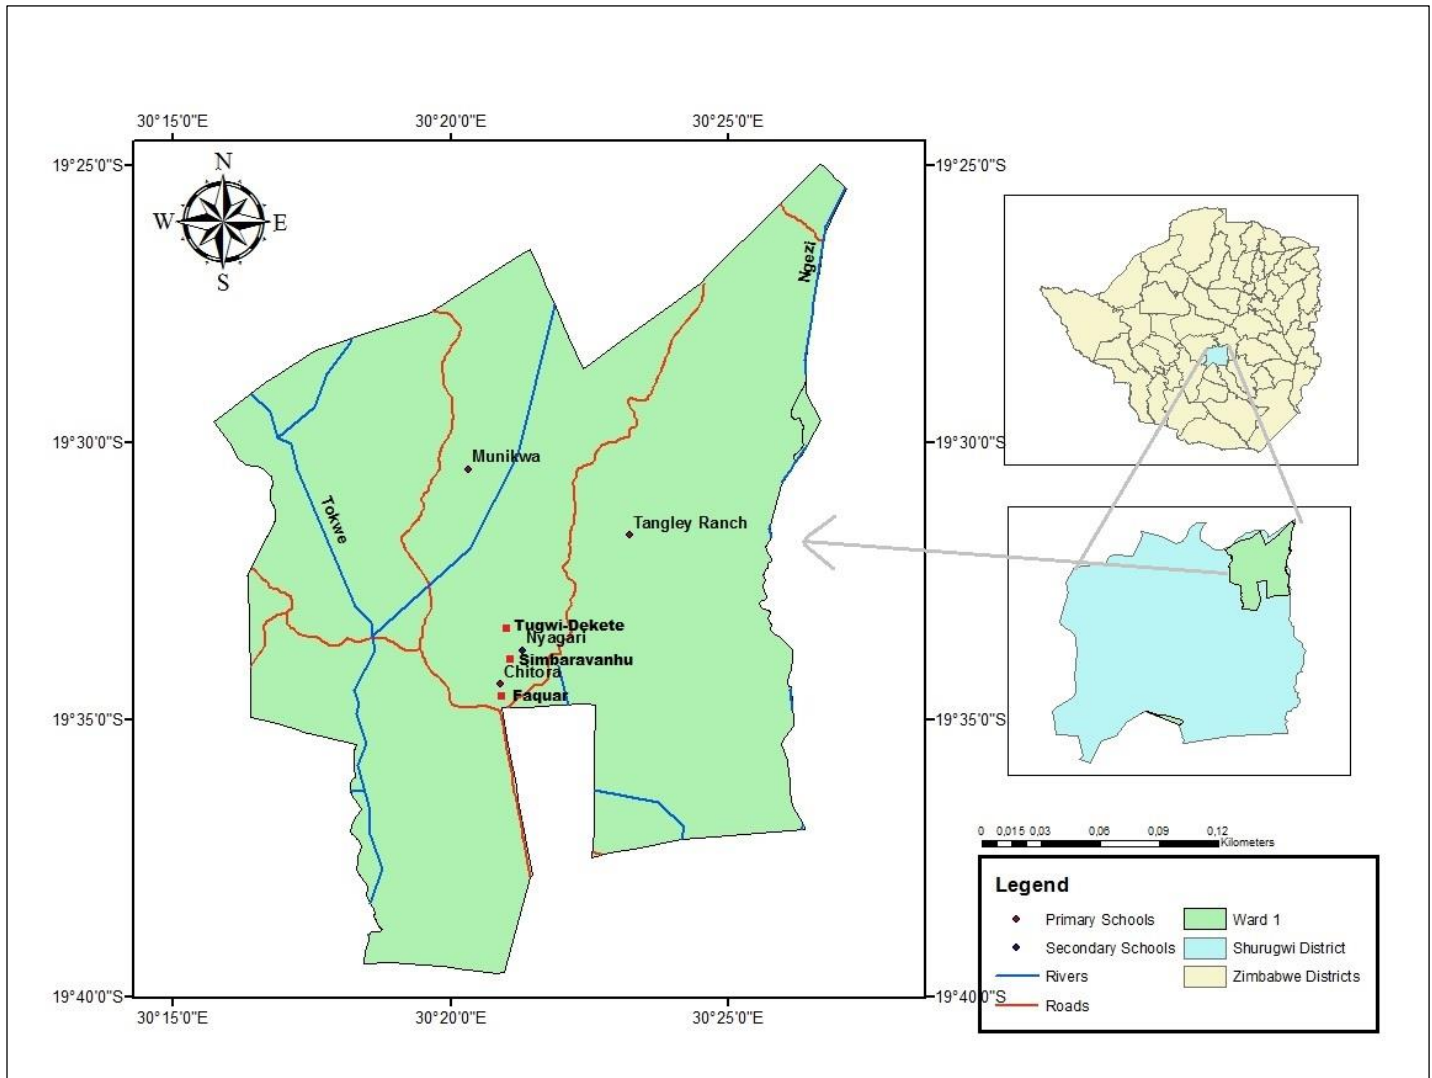 30°15'0"E 30°20'0"E 30°25'0"E
19°25'0"S 19°25'0"S
N
W E
S
Ngezi
19°30'0"S 19°30'0"S
Munikwa
Tokwe
Tangley Ranch
Tugwi-Dekete
Nyagari
Simbaravanhu
Chitora
Faquar
19°35'0"S 19°35'0"S
19°40'0"S 19°40'0"S
30°15'0"E 30°20'0"E 30°25'0"E
0 0,015 0,03 0,06 0,09 0,12
Kilometers
Legend
Primary Schools
Secondary Schools
Rivers
Roads
Ward 1
Shurugwi District
Zimbabwe Districts